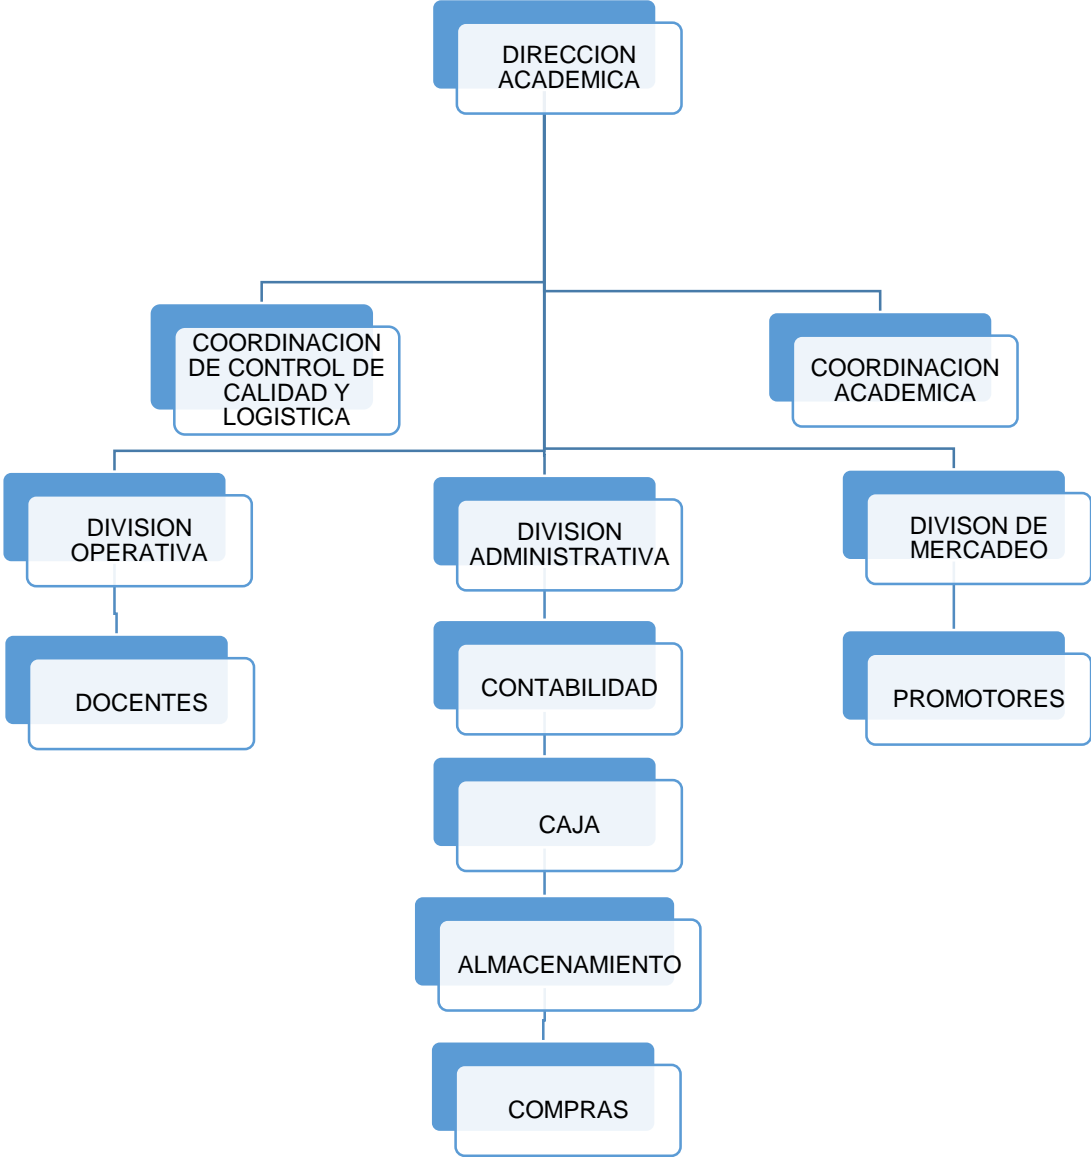 DIRECCION
ACADEMICA
COORDINACION
DE CONTROL DE
CALIDAD Y
LOGISTICA
COORDINACION
ACADEMICA
DIVISION
OPERATIVA
DIVISION
ADMINISTRATIVA
DIVISON DE
MERCADEO
DOCENTES
CONTABILIDAD
PROMOTORES
CAJA
ALMACENAMIENTO
COMPRAS